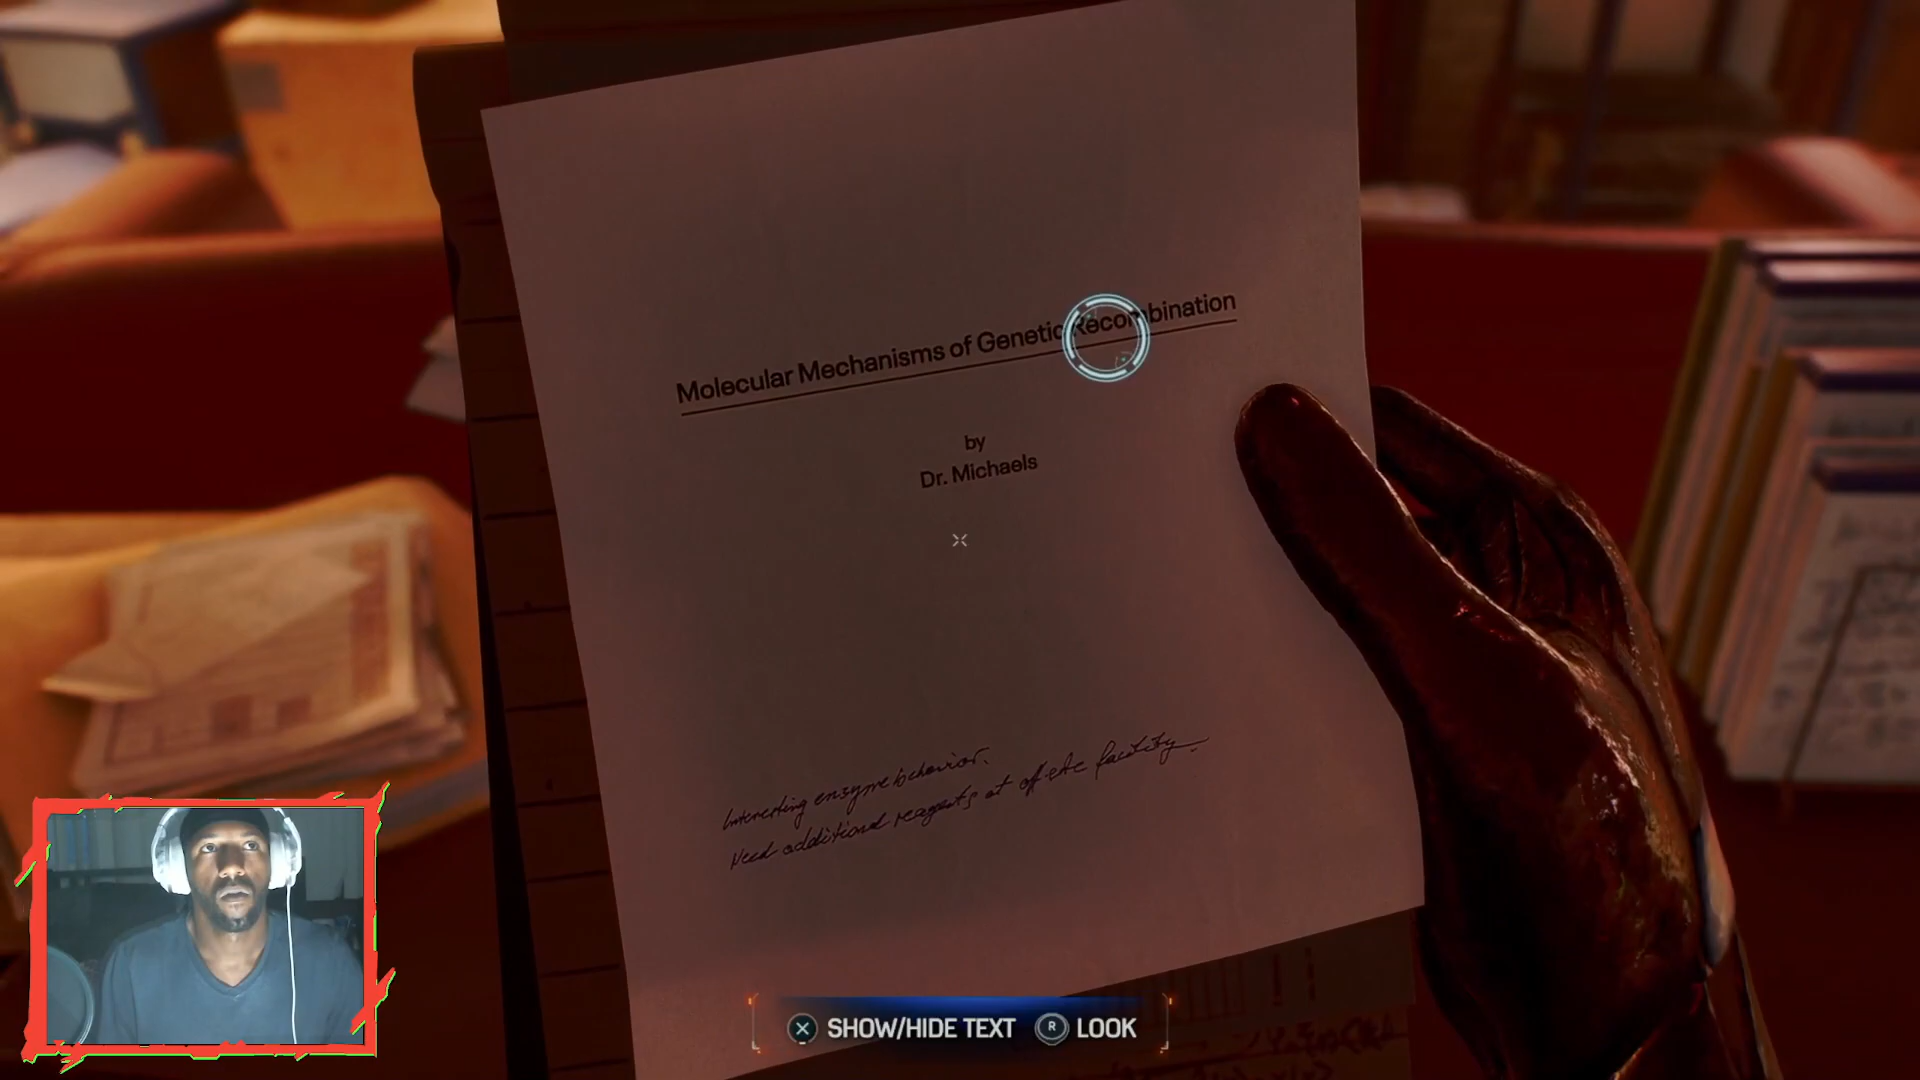 Molecular Mechanisms of Genetic Recombination
by
Dr. Michaels
Interesting enzyme behavior.
Need additional reagents at off-site facility.
SHOW/HIDE TEXT R LOOK